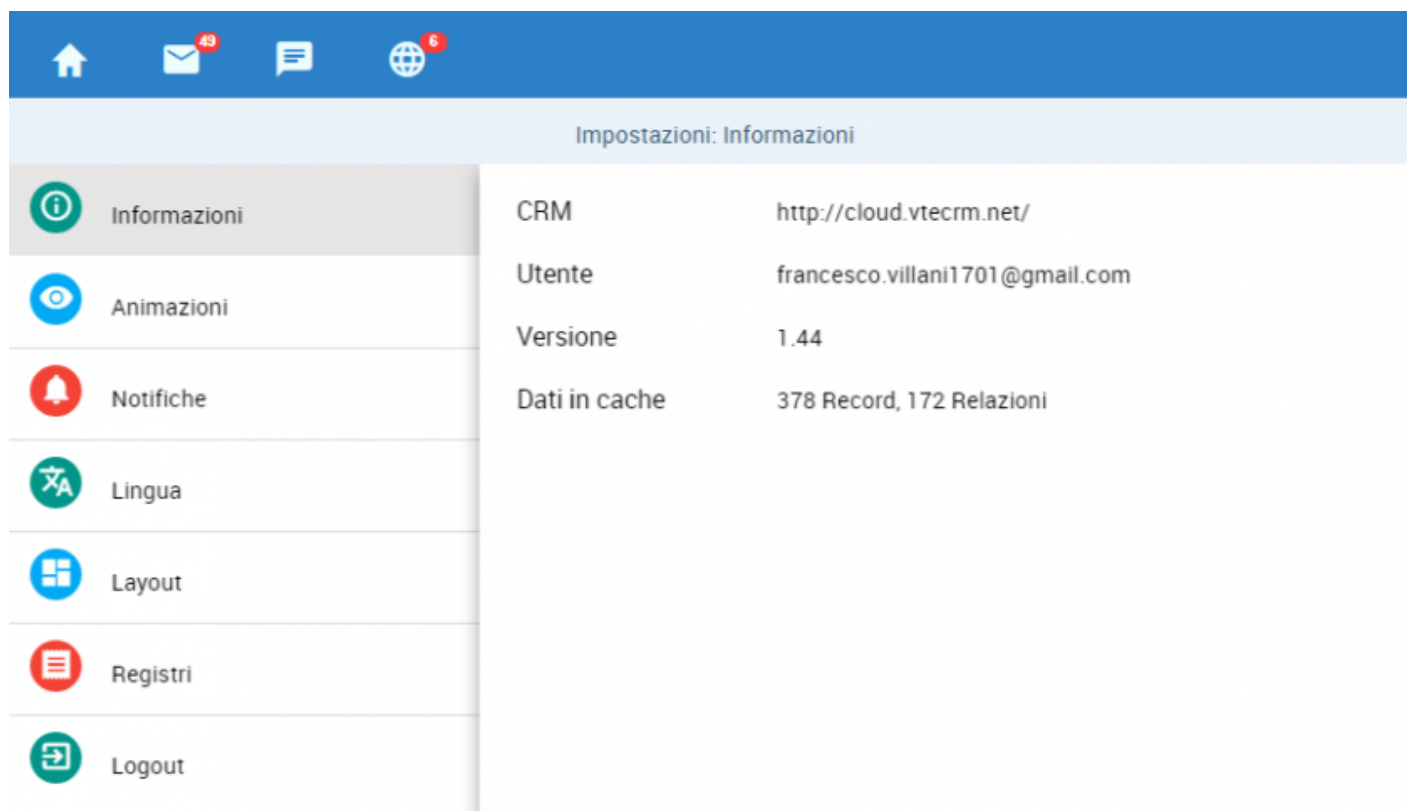 49
6
Impostazioni: Informazioni
Informazioni
Animazioni
Notifiche
Lingua
Layout
Registri
Logout
CRM http://cloud.vtecrm.net/
Utente francesco.villani1701@gmail.com
Versione 1.44
Dati in cache 378 Record, 172 Relazioni